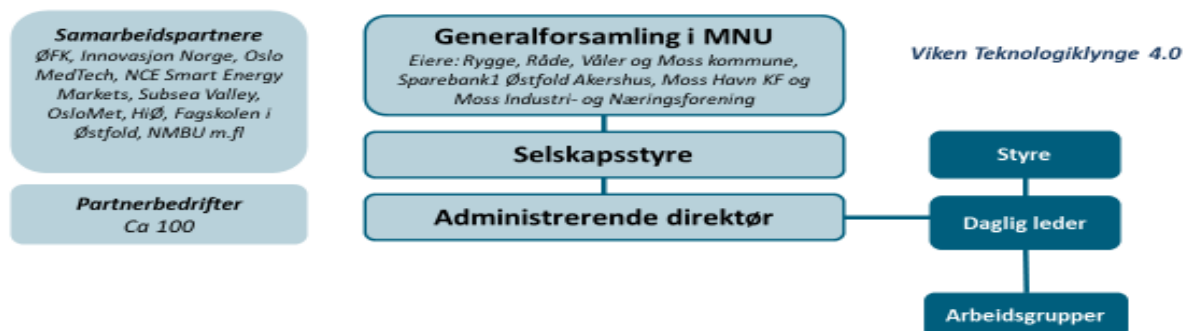 Samarbeidspartnere
ØFK, Innovasjon Norge, Oslo
MedTech, NCE Smart Energy
Markets, Subsea Valley,
OsloMet, HiØ, Fagskolen i
Østfold, NMBU m.fl
Partnerbedrifter
Ca 100
Generalforsamling i MNU
Eiere: Rygge, Råde, Våler og Moss kommune,
Sparebank1 Østfold Akershus, Moss Havn KF og
Moss Industri- og Næringsforening
Selskapsstyre
Administrerende direktør
Viken Teknologiklynge 4.0
Styre
Daglig leder
Arbeidsgrupper